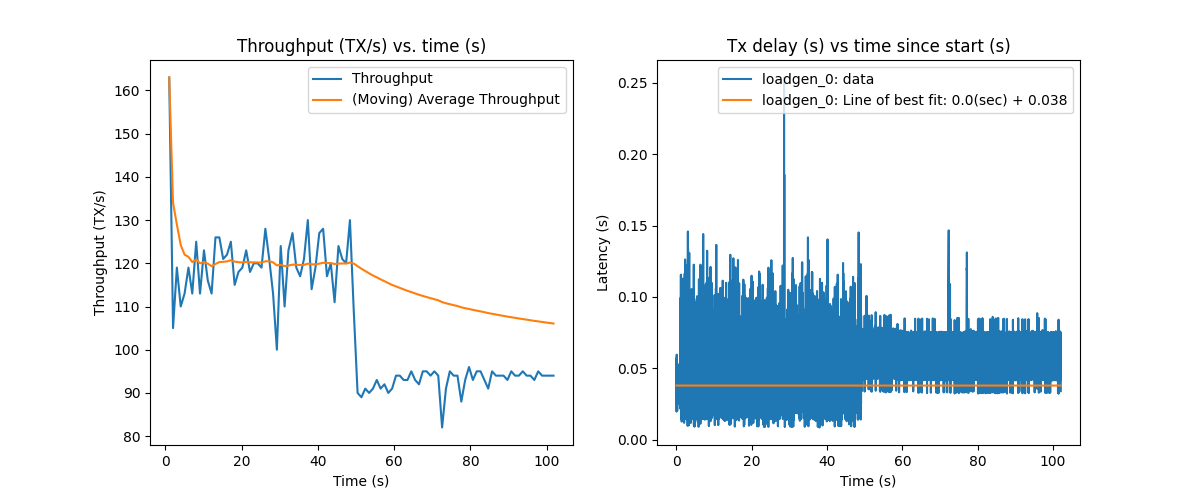 Throughput (TX/s) vs. time (s)
Throughput
(Moving) Average Throughput
160
150
140
130
120
110
100
90
80
Throughput (TX/s)
0
20
40
60
80
100
Time (s)
Tx delay (s) vs time since start (s)
loadgen_0: data
loadgen_0: Line of best fit: 0.0(sec) + 0.038
0.25
0.20
0.15
0.10
0.05
0.00
Latency (s)
0
20
40
60
80
100
Time (s)